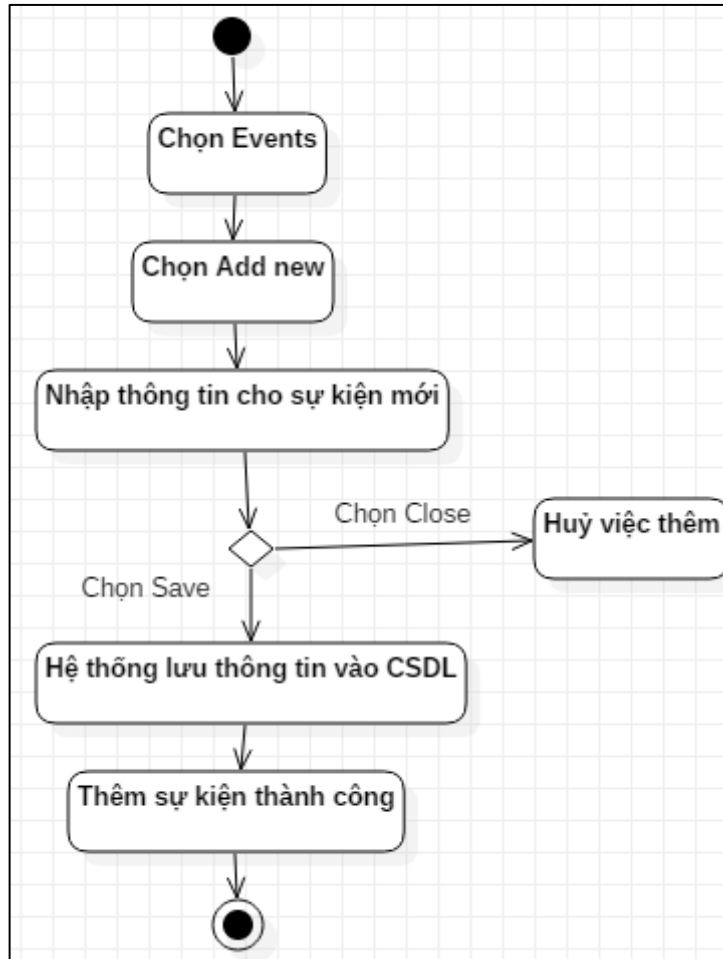 Chọn Events
Chọn Add new
Nhập thông tin cho sự kiện mới
Chọn Close
Huỷ việc thêm
Chọn Save
Hệ thống lưu thông tin vào CSDL
Thêm sự kiện thành công